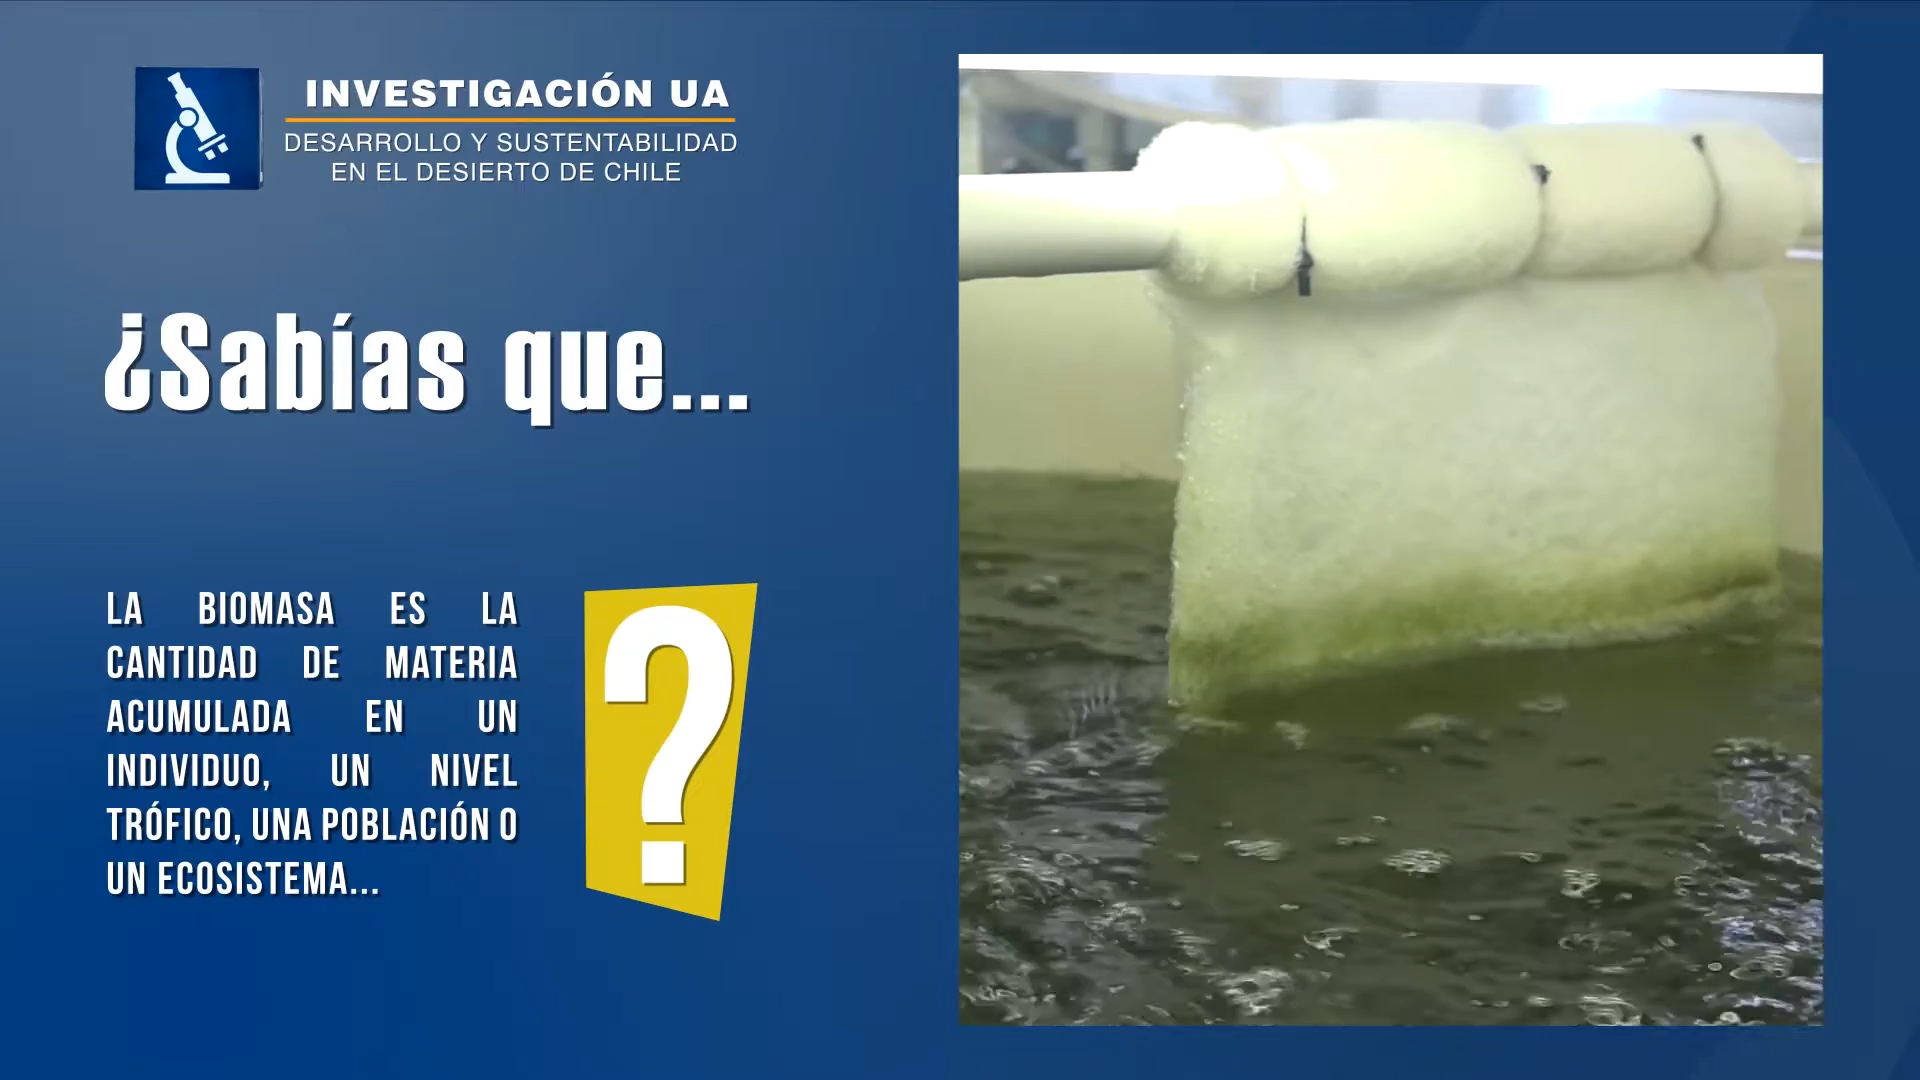 INVESTIGACIÓN UA
DESARROLLO Y SUSTENTABILIDAD
EN EL DESIERTO DE CHILE
¿Sabías que...
LA BIOMASA ES LA
CANTIDAD DE MATERIA
ACUMULADA EN UN
INDIVIDUO, UN NIVEL
TRÓFICO, UNA POBLACIÓN O
UN ECOSISTEMA...
?